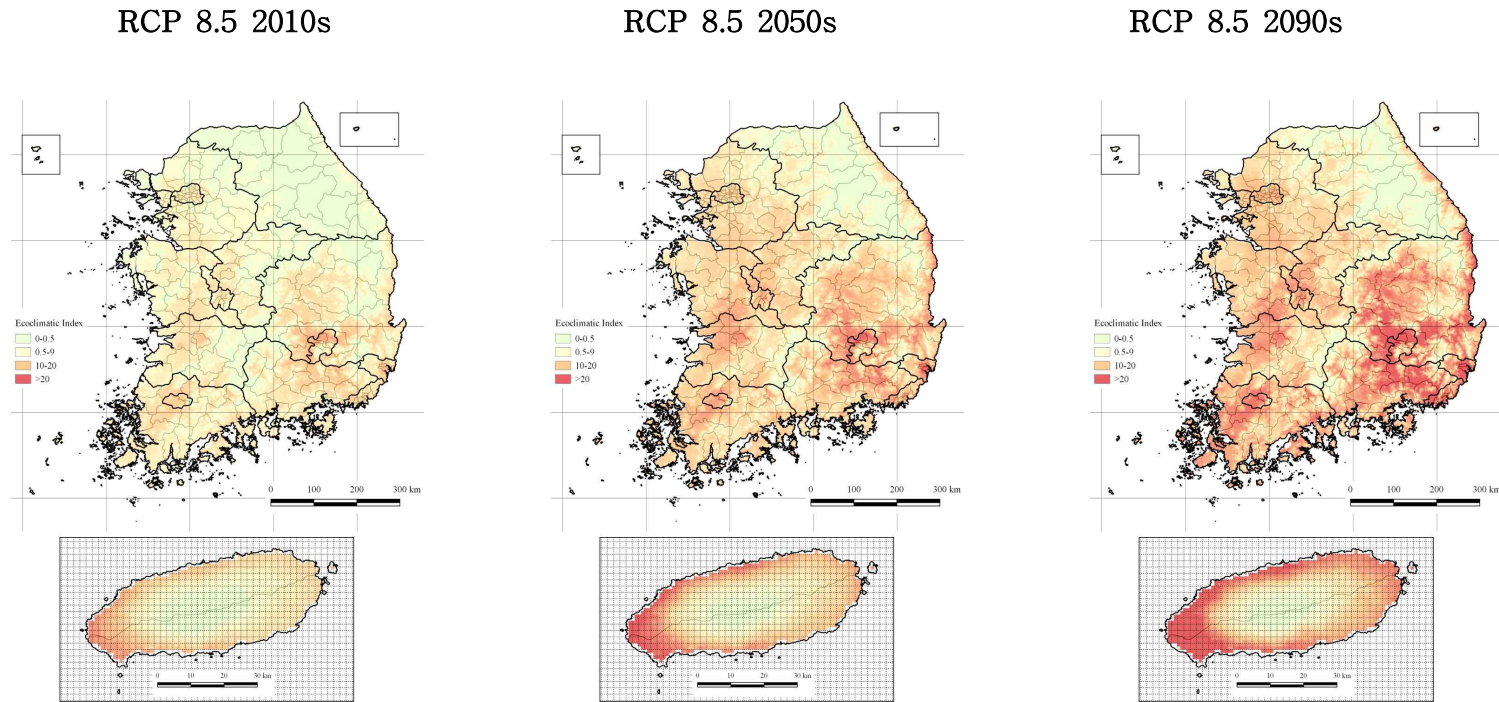 RCP 8.5 2010s
RCP 8.5 2050s
RCP 8.5 2090s
Ecoclimatic Index
0-0.5
0.5-9
10-20
>20
0 100 200 300 km
Ecoclimatic Index
0-0.5
0.5-9
10-20
>20
0 100 200 300 km
Ecoclimatic Index
0-0.5
0.5-9
10-20
>20
0 100 200 300 km
0 10 20 30 km
0 10 20 30 km
0 10 20 30 km